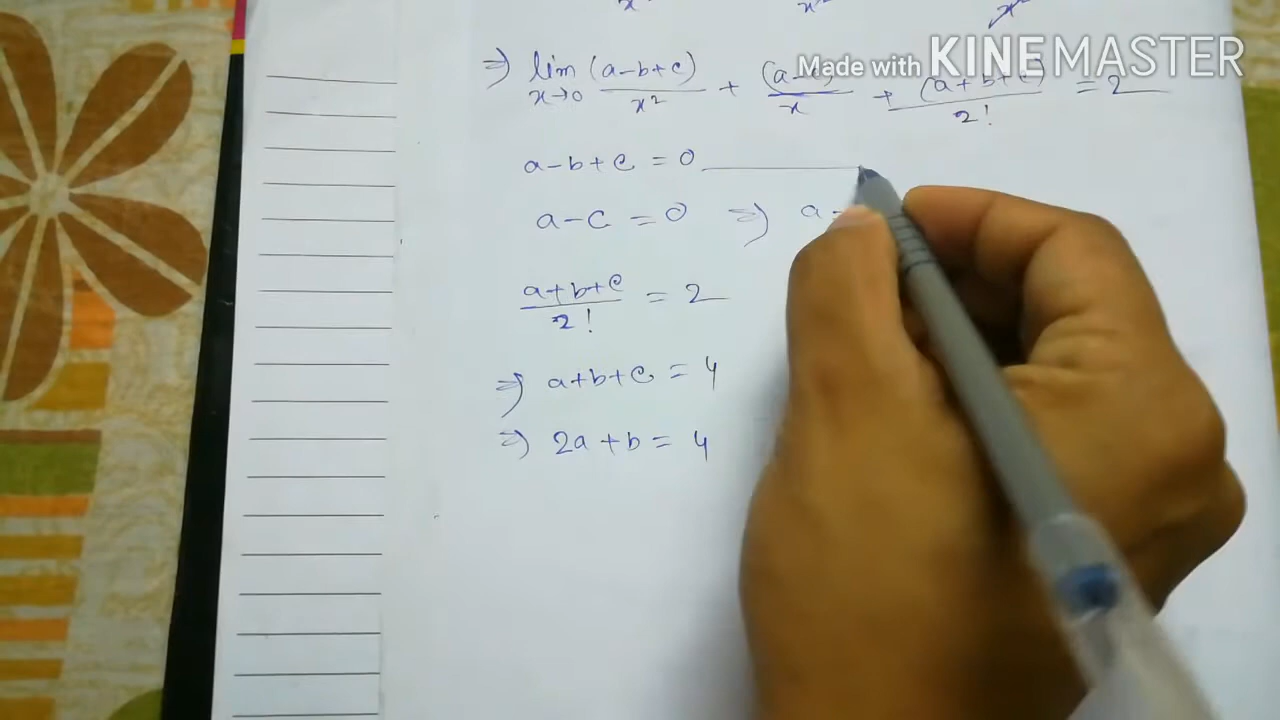 Made with KINEMASTER
⇒ lim x→0 (a-b+c)/x² + (a-c)/x + (a+b+c)/2! = 2
a-b+c = 0
a-c = 0 ⇒ a
(a+b+c)/2! = 2
⇒ a+b+c = 4
⇒ 2a+b = 4